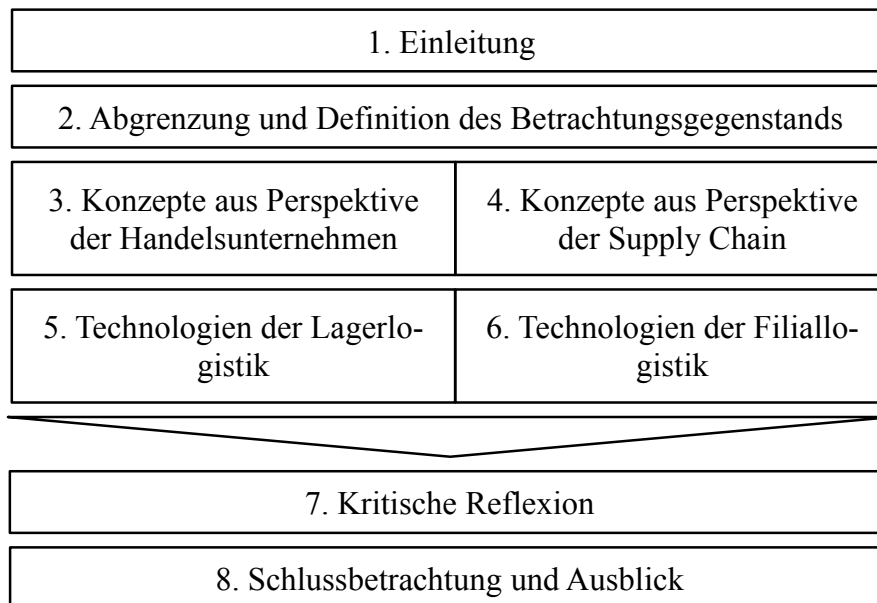 1. Einleitung
2. Abgrenzung und Definition des Betrachtungsgegenstands
3. Konzepte aus Perspektive
der Handelsunternehmen
4. Konzepte aus Perspektive
der Supply Chain
5. Technologien der Lagerlo-
gistik
6. Technologien der Filiallo-
gistik
7. Kritische Reflexion
8. Schlussbetrachtung und Ausblick